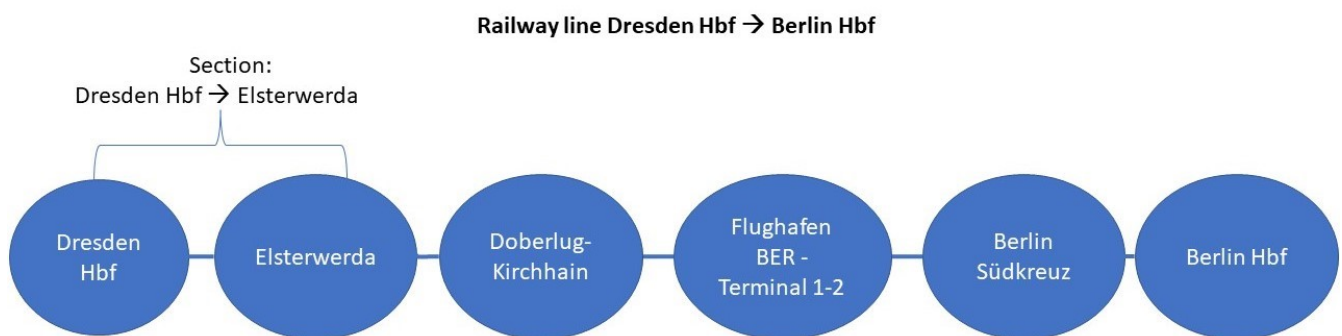 Railway line Dresden Hbf → Berlin Hbf
Section:
Dresden Hbf → Elsterwerda
Dresden
Hbf
Elsterwerda
Doberlug-
Kirchhain
Flughafen
BER -
Terminal 1-2
Berlin
Südkreuz
Berlin Hbf